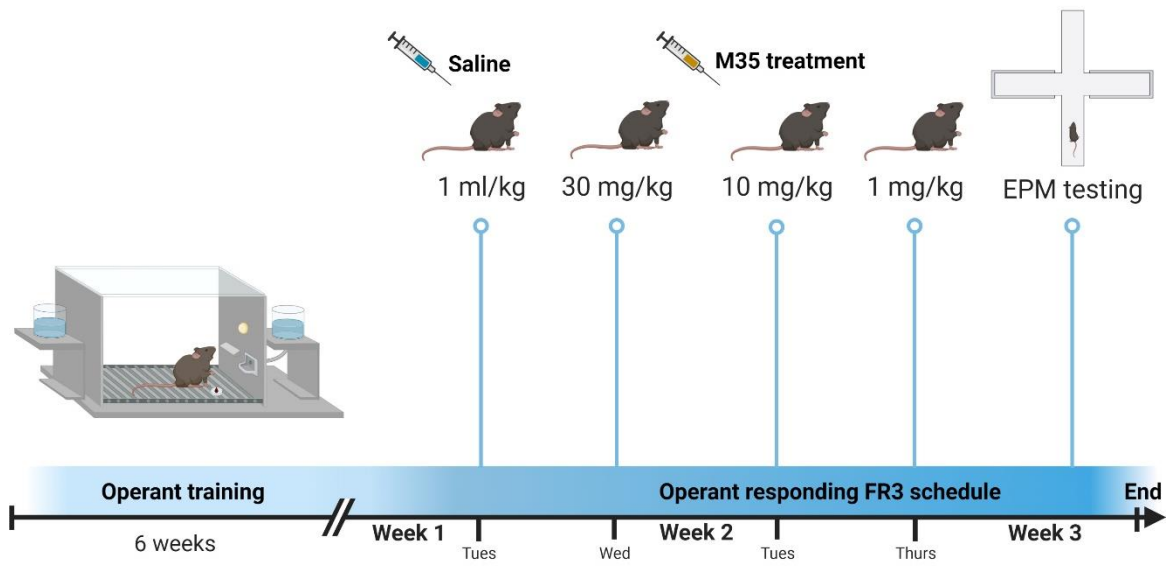 Saline
M35 treatment
1 ml/kg
30 mg/kg
10 mg/kg
1 mg/kg
EPM testing
Operant training
Operant responding FR3 schedule
End
6 weeks
Week 1
Tues
Wed
Week 2
Tues
Thurs
Week 3